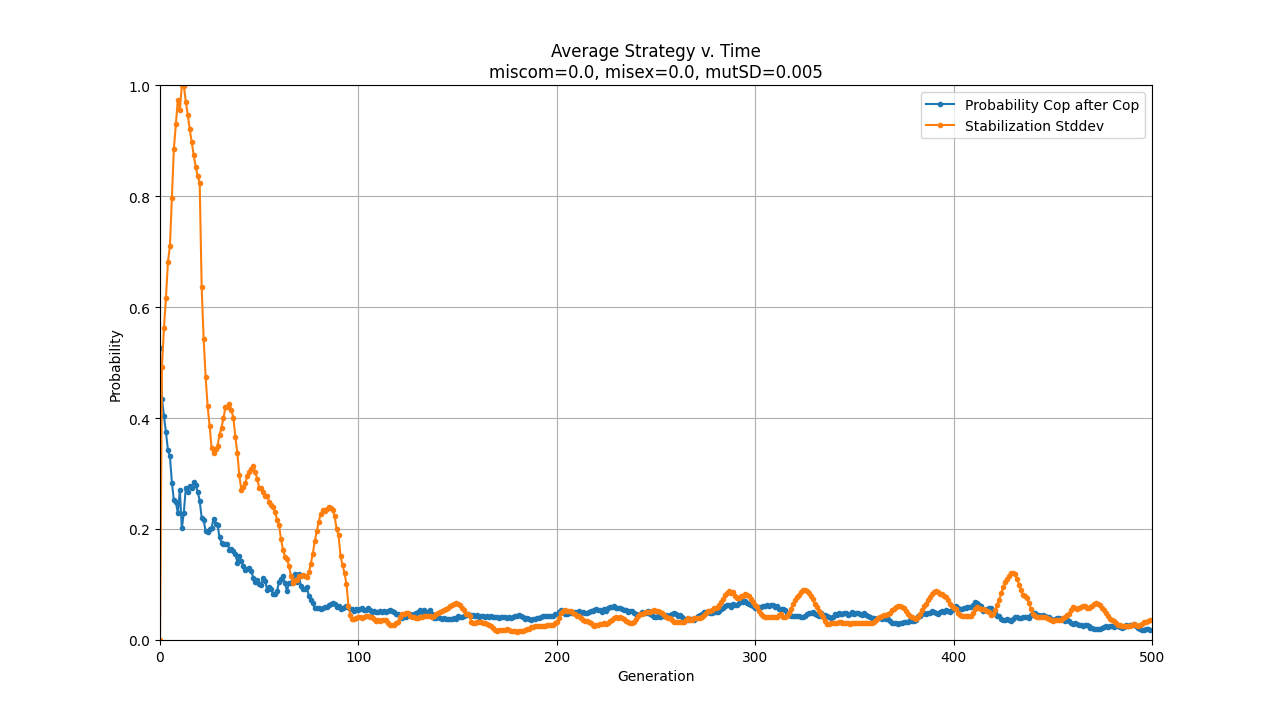 Average Strategy v. Time
miscom=0.0, misex=0.0, mutSD=0.005
Probability Cop after Cop
Stabilization Stddev
Probability
1.0
0.8
0.6
0.4
0.2
0.0
0 100 200 300 400 500
Generation